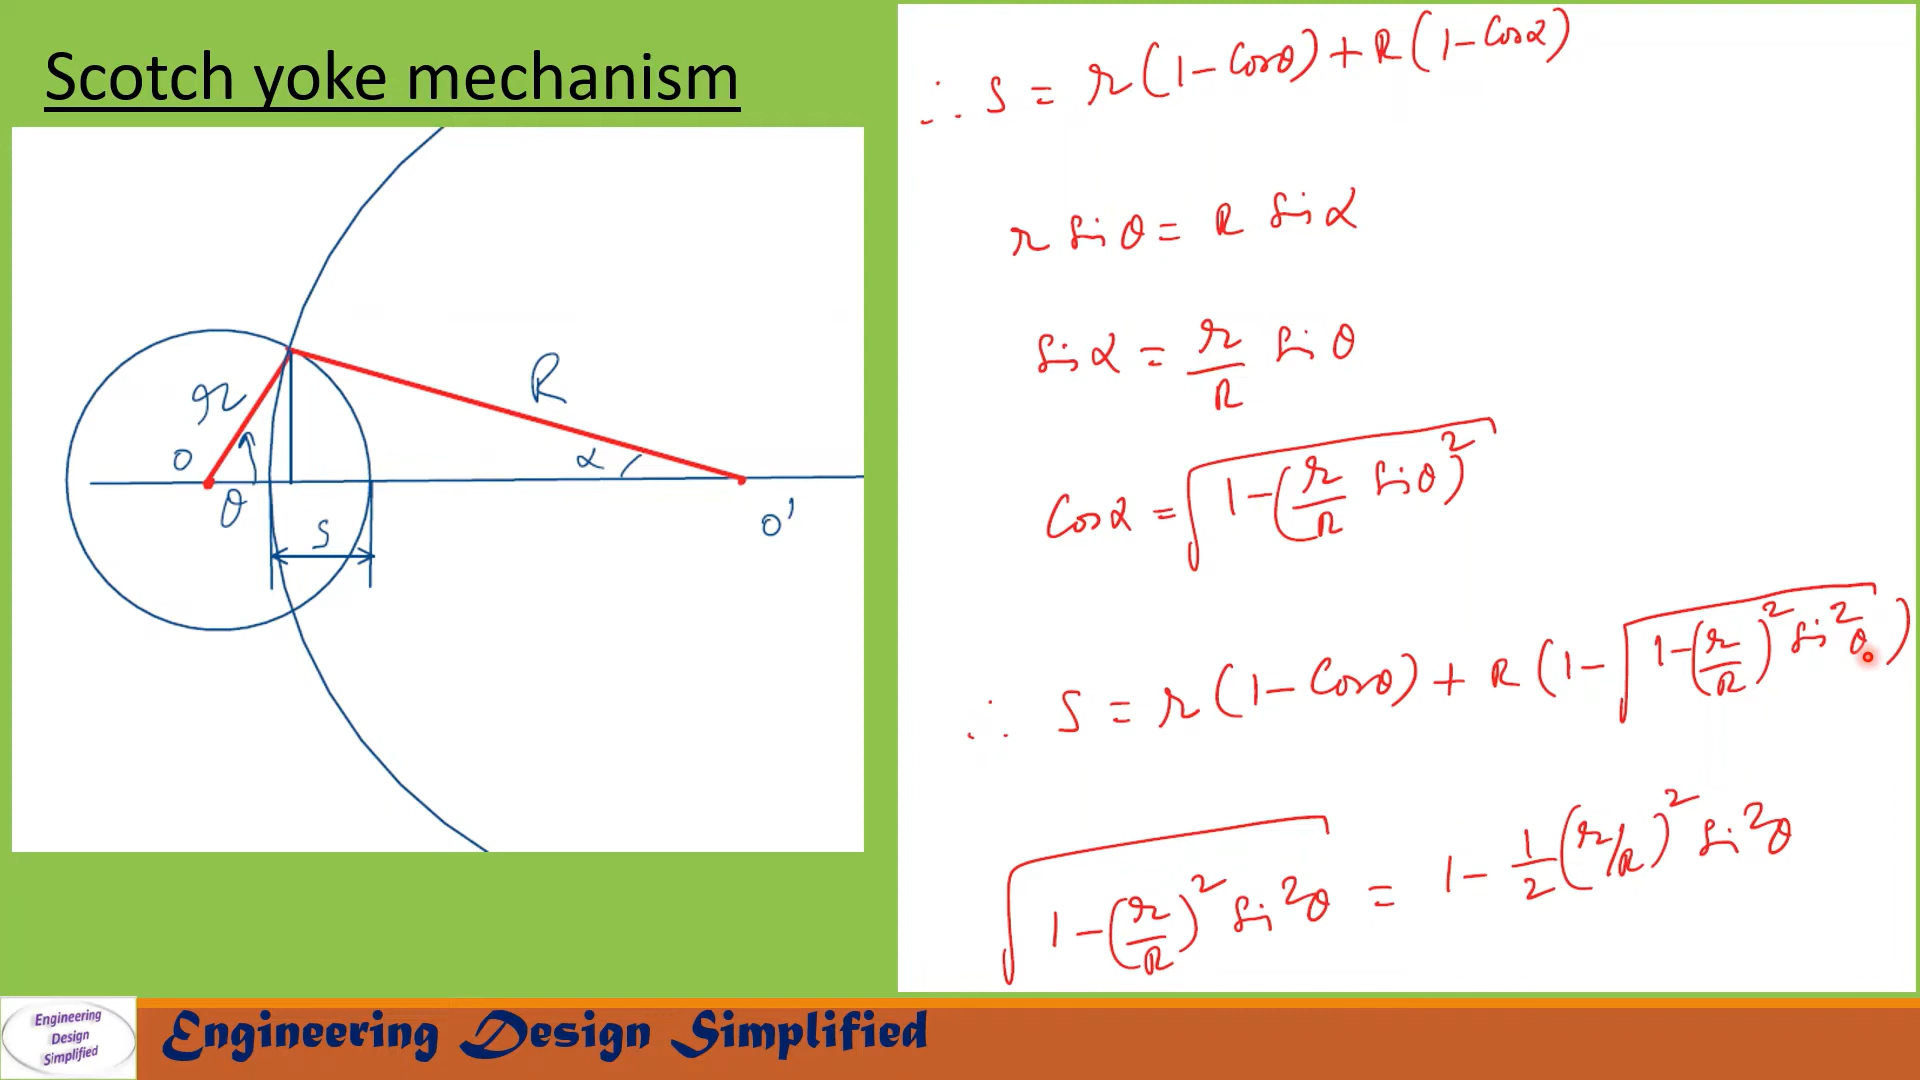 Scotch yoke mechanism
r
R
O
θ
α
O'
S
∴ S = r(1-Cosθ)+R(1-Cosα)
r Sinθ = R Sinα
Sinα = r/R Sinθ
Cosα = √(1-(r/R Sinθ)²)
∴ S = r(1-Cosθ)+R(1-√(1-(r/R)² Sin²θ))
√(1-(r/R)² Sin²θ) = 1-1/2(r/R)² Sin²θ
Engineering
Design
Simplified
Engineering Design Simplified